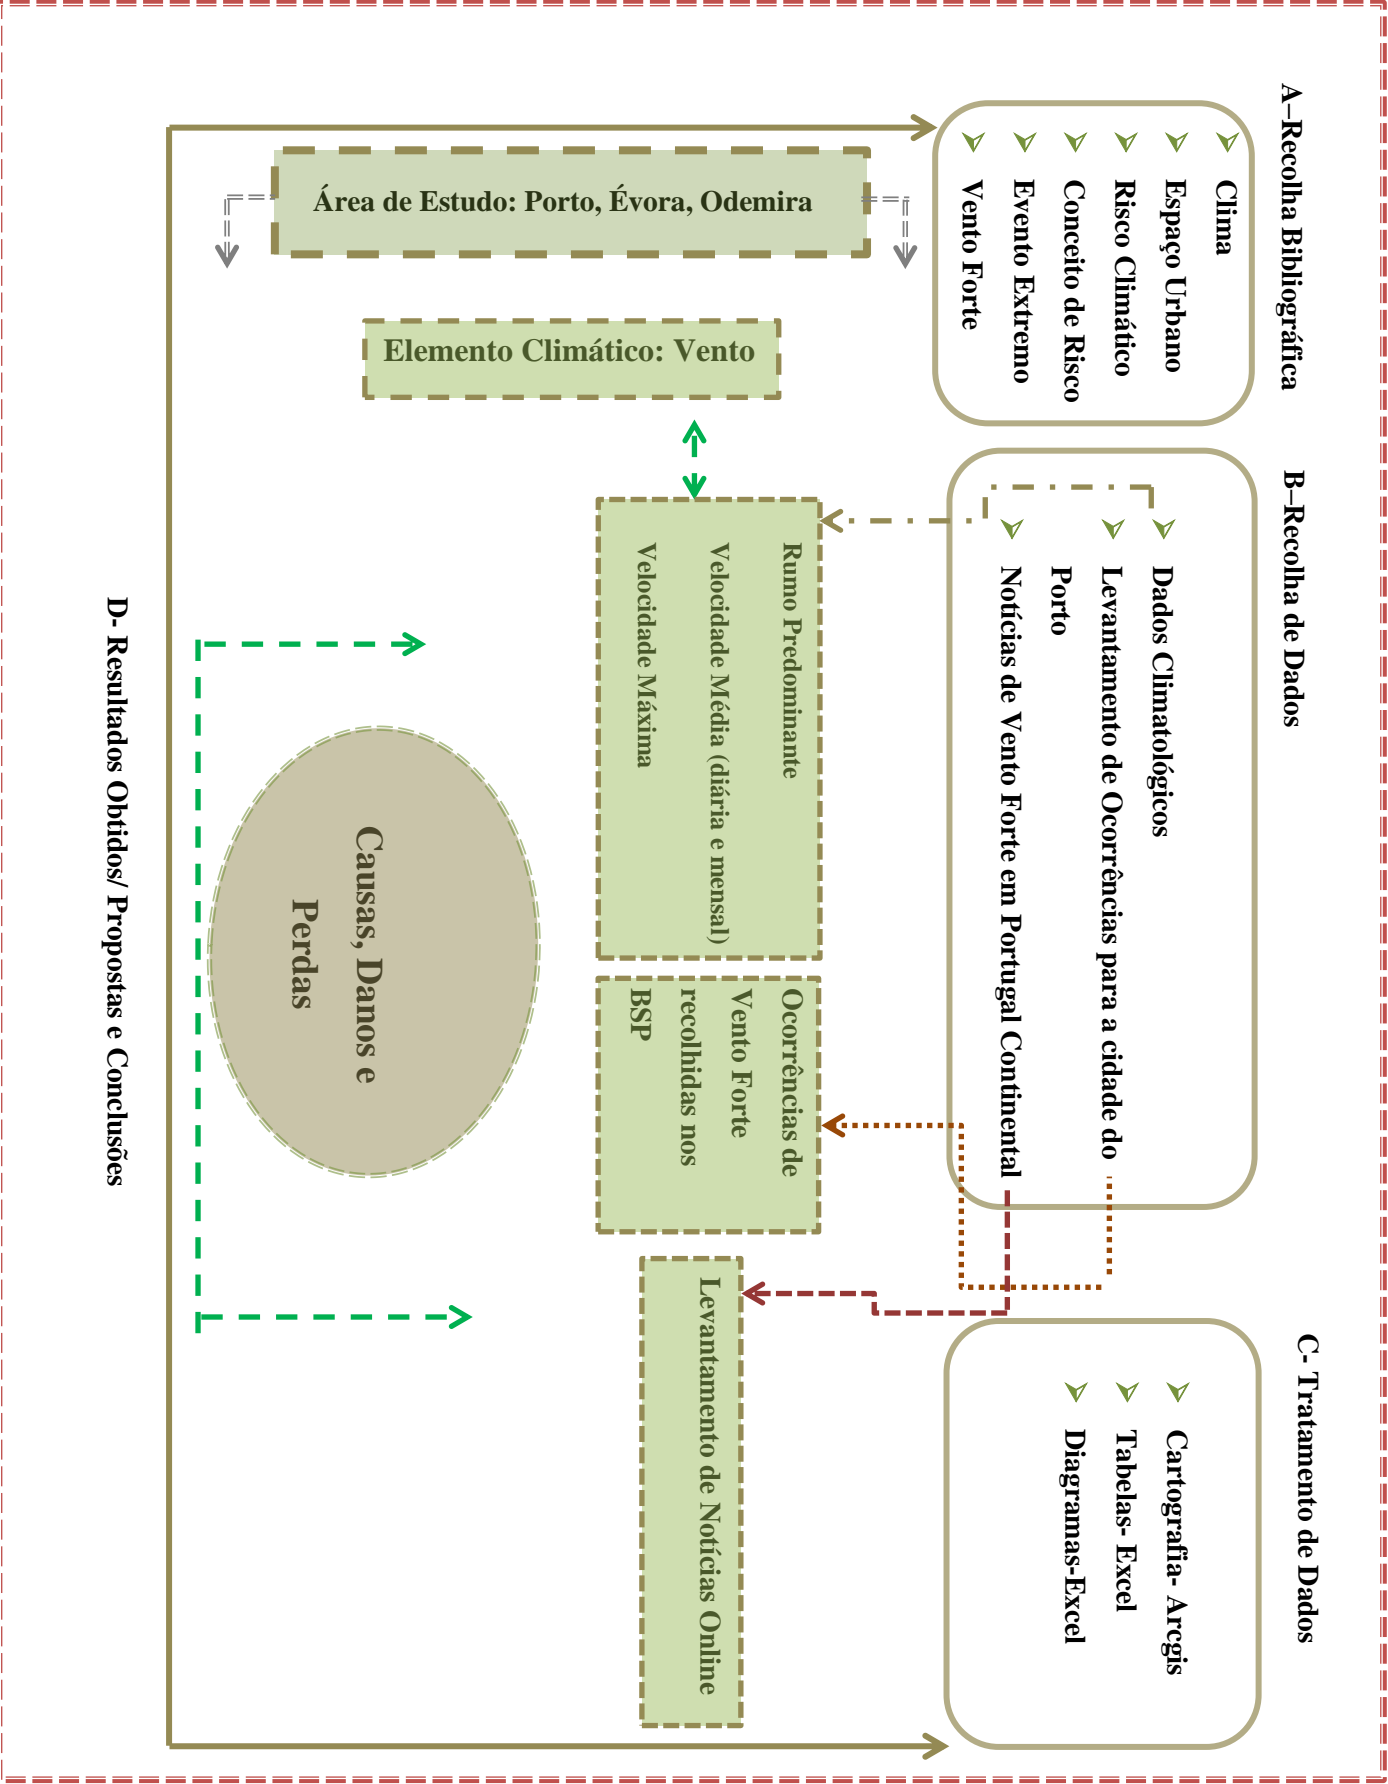 A–Recolha Bibliográfica
Clima
Espaço Urbano
Risco Climático
Conceito de Risco
Evento Extremo
Vento Forte
B–Recolha de Dados
Dados Climatológicos
Levantamento de Ocorrências para a cidade do
Porto
Notícias de Vento Forte em Portugal Continental
C- Tratamento de Dados
Cartografia- Arcgis
Tabelas- Excel
Diagramas-Excel
Área de Estudo: Porto, Évora, Odemira
Elemento Climático: Vento
Rumo Predominante
Velocidade Média (diária e mensal)
Velocidade Máxima
Ocorrências de
Vento Forte
recolhidas nos
BSP
Levantamento de Notícias Online
Causas, Danos e
Perdas
D- Resultados Obtidos/ Propostas e Conclusões